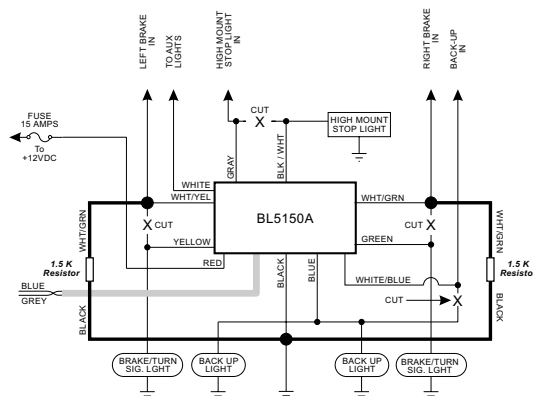 LEFT BRAKE
IN
TO AUX
LIGHTS
HIGH MOUNT
STOP LIGHT
IN
RIGHT BRAKE
IN
BACK-UP
IN
FUSE
15 AMPS
To
+12VDC
CUT
X
HIGH MOUNT
STOP LIGHT
GRAY
BLK / WHT
WHITE
WHT/YEL
WHT/GRN
BL5150A
WHT/GRN
X CUT
CUT X
WHT/GRN
YELLOW
GREEN
RED
1.5 K
Resistor
1.5 K
Resisto
BLUE
GREY
BLACK
BLACK
BLUE
WHITE/BLUE
CUT
X
BLACK
BRAKE/TURN
SIG. LGHT
BACK UP
LIGHT
BACK UP
LIGHT
BRAKE/TURN
SIG. LGHT